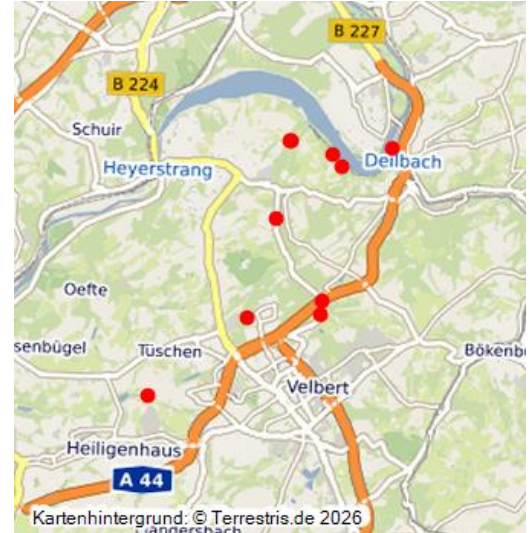 B 227
B 224
Schuir
Heyerstrang
Deilbach
Oefte
senbügel
Tüschen
Bökenb
Velbert
Heiligenhaus
A 44
Kartenhintergrund: © Terrestris.de 2026